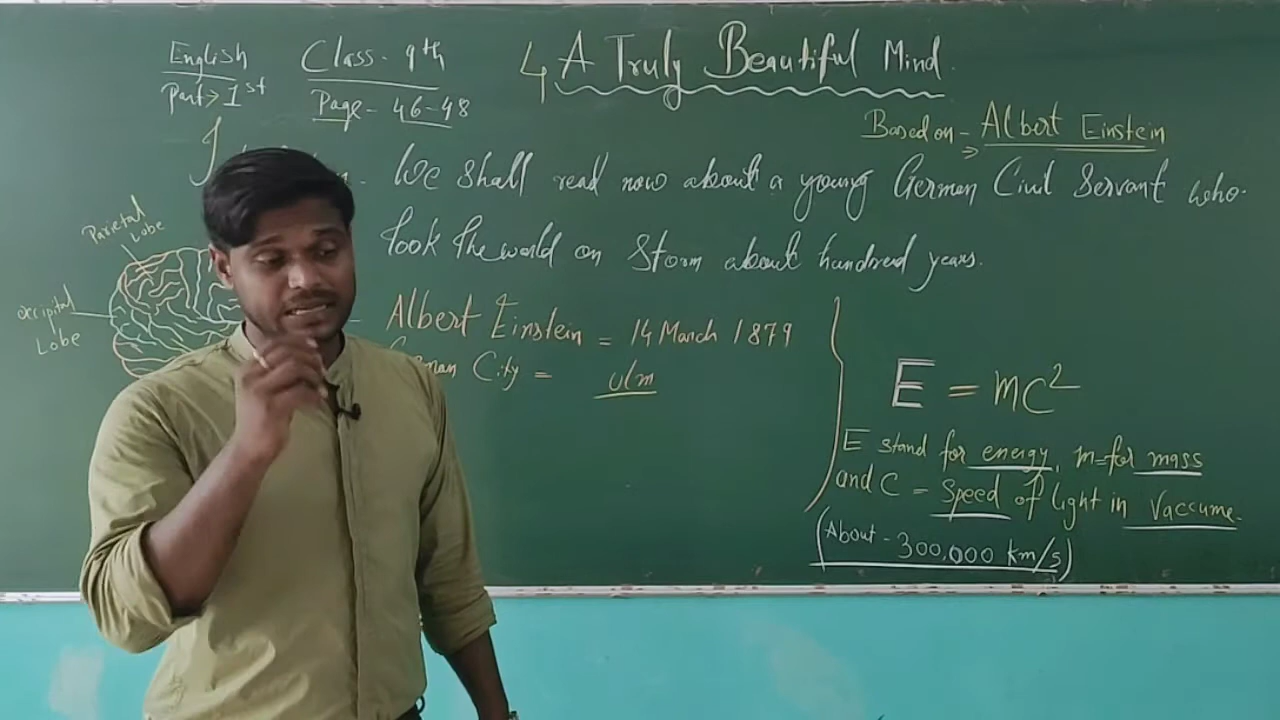 English
Part > 1st
Class - 9th
Page - 46-48
4 A Truly Beautiful Mind.
Based on - Albert Einstein
We shall read now about a young German Civil Servant who
took the world on Storm about hundred years.
Parietal
Lobe
Occipital
Lobe
Albert Einstein = 14 March 1879
City = Ulm
E = mc²
E stand for energy, m=for mass
and C = Speed of light in Vaccume.
(About - 300,000 km/s)